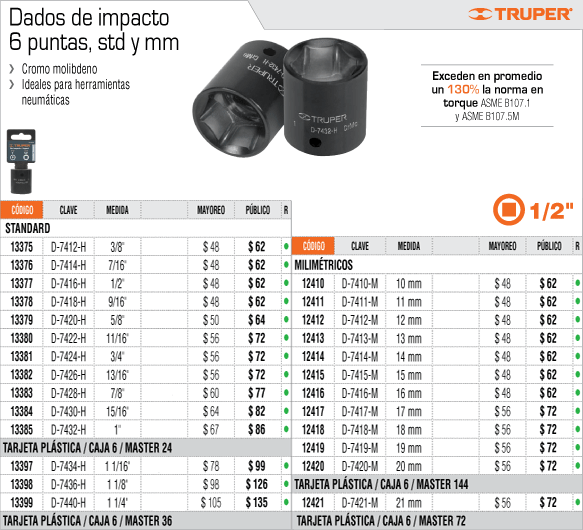 Dados de impacto
6 puntas, std y mm
Cromo molibdeno
Ideales para herramientas
neumáticas
TRUPER
D-7432-H Cr/Mo
TRUPER
D-7432-H Cr/Mo
TRUPER
Exceden en promedio
un 130% la norma en
torque ASME B107.1
y ASME B107.5M
TRUPER
1/2"
CÓDIGO CLAVE MEDIDA MAYOREO PÚBLICO R
STANDARD
13375 D-7412-H 3/8" $ 48 $ 62
13376 D-7414-H 7/16" $ 48 $ 62
13377 D-7416-H 1/2" $ 48 $ 62
13378 D-7418-H 9/16" $ 48 $ 62
13379 D-7420-H 5/8" $ 50 $ 64
13380 D-7422-H 11/16" $ 56 $ 72
13381 D-7424-H 3/4" $ 56 $ 72
13382 D-7426-H 13/16" $ 56 $ 72
13383 D-7428-H 7/8" $ 60 $ 77
13384 D-7430-H 15/16" $ 64 $ 82
13385 D-7432-H 1" $ 67 $ 86
TARJETA PLÁSTICA / CAJA 6 / MASTER 24
13397 D-7434-H 1 1/16" $ 78 $ 99
13398 D-7436-H 1 1/8" $ 98 $ 126
13399 D-7440-H 1 1/4" $ 105 $ 135
TARJETA PLÁSTICA / CAJA 6 / MASTER 36
CÓDIGO CLAVE MEDIDA MAYOREO PÚBLICO R
MILIMÉTRICOS
12410 D-7410-M 10 mm $ 48 $ 62
12411 D-7411-M 11 mm $ 48 $ 62
12412 D-7412-M 12 mm $ 48 $ 62
12413 D-7413-M 13 mm $ 48 $ 62
12414 D-7414-M 14 mm $ 48 $ 62
12415 D-7415-M 15 mm $ 48 $ 62
12416 D-7416-M 16 mm $ 48 $ 62
12417 D-7417-M 17 mm $ 56 $ 72
12418 D-7418-M 18 mm $ 56 $ 72
12419 D-7419-M 19 mm $ 56 $ 72
12420 D-7420-M 20 mm $ 56 $ 72
TARJETA PLÁSTICA / CAJA 6 / MASTER 144
12421 D-7421-M 21 mm $ 56 $ 72
TARJETA PLÁSTICA / CAJA 6 / MASTER 72